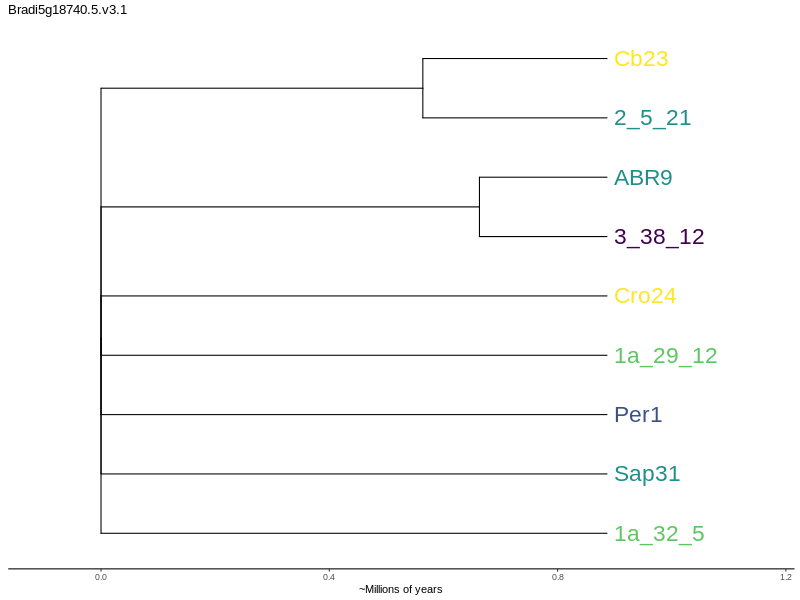 Bradi5g18740.5.v3.1
Cb23
2_5_21
ABR9
3_38_12
Cro24
1a_29_12
Per1
Sap31
1a_32_5
0.0 0.4 0.8 1.2
~Millions of years